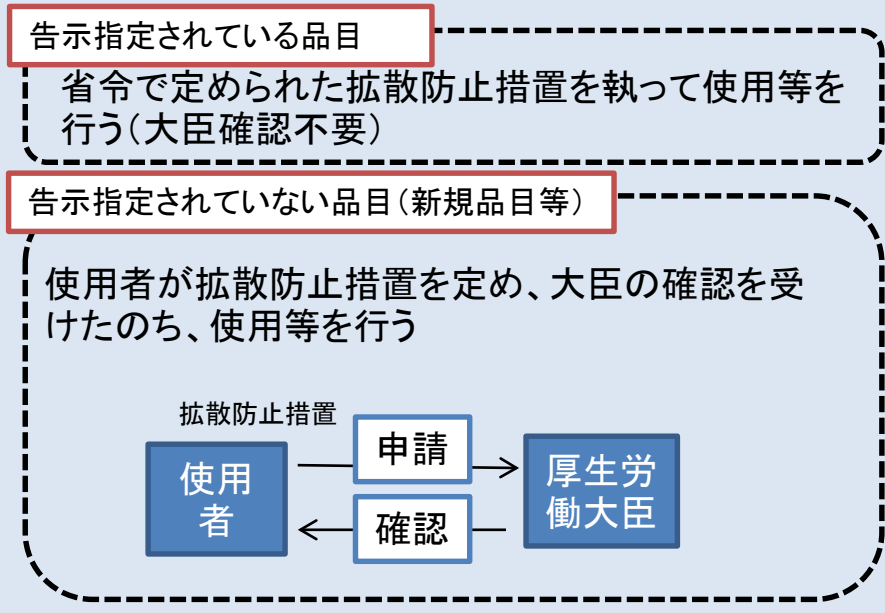 告示指定されている品目
省令で定められた拡散防止措置を執って使用等を
行う(大臣確認不要)
告示指定されていない品目(新規品目等)
使用者が拡散防止措置を定め、大臣の確認を受
けたのち、使用等を行う
拡散防止措置
申請
使用
者
厚生労
働大臣
確認